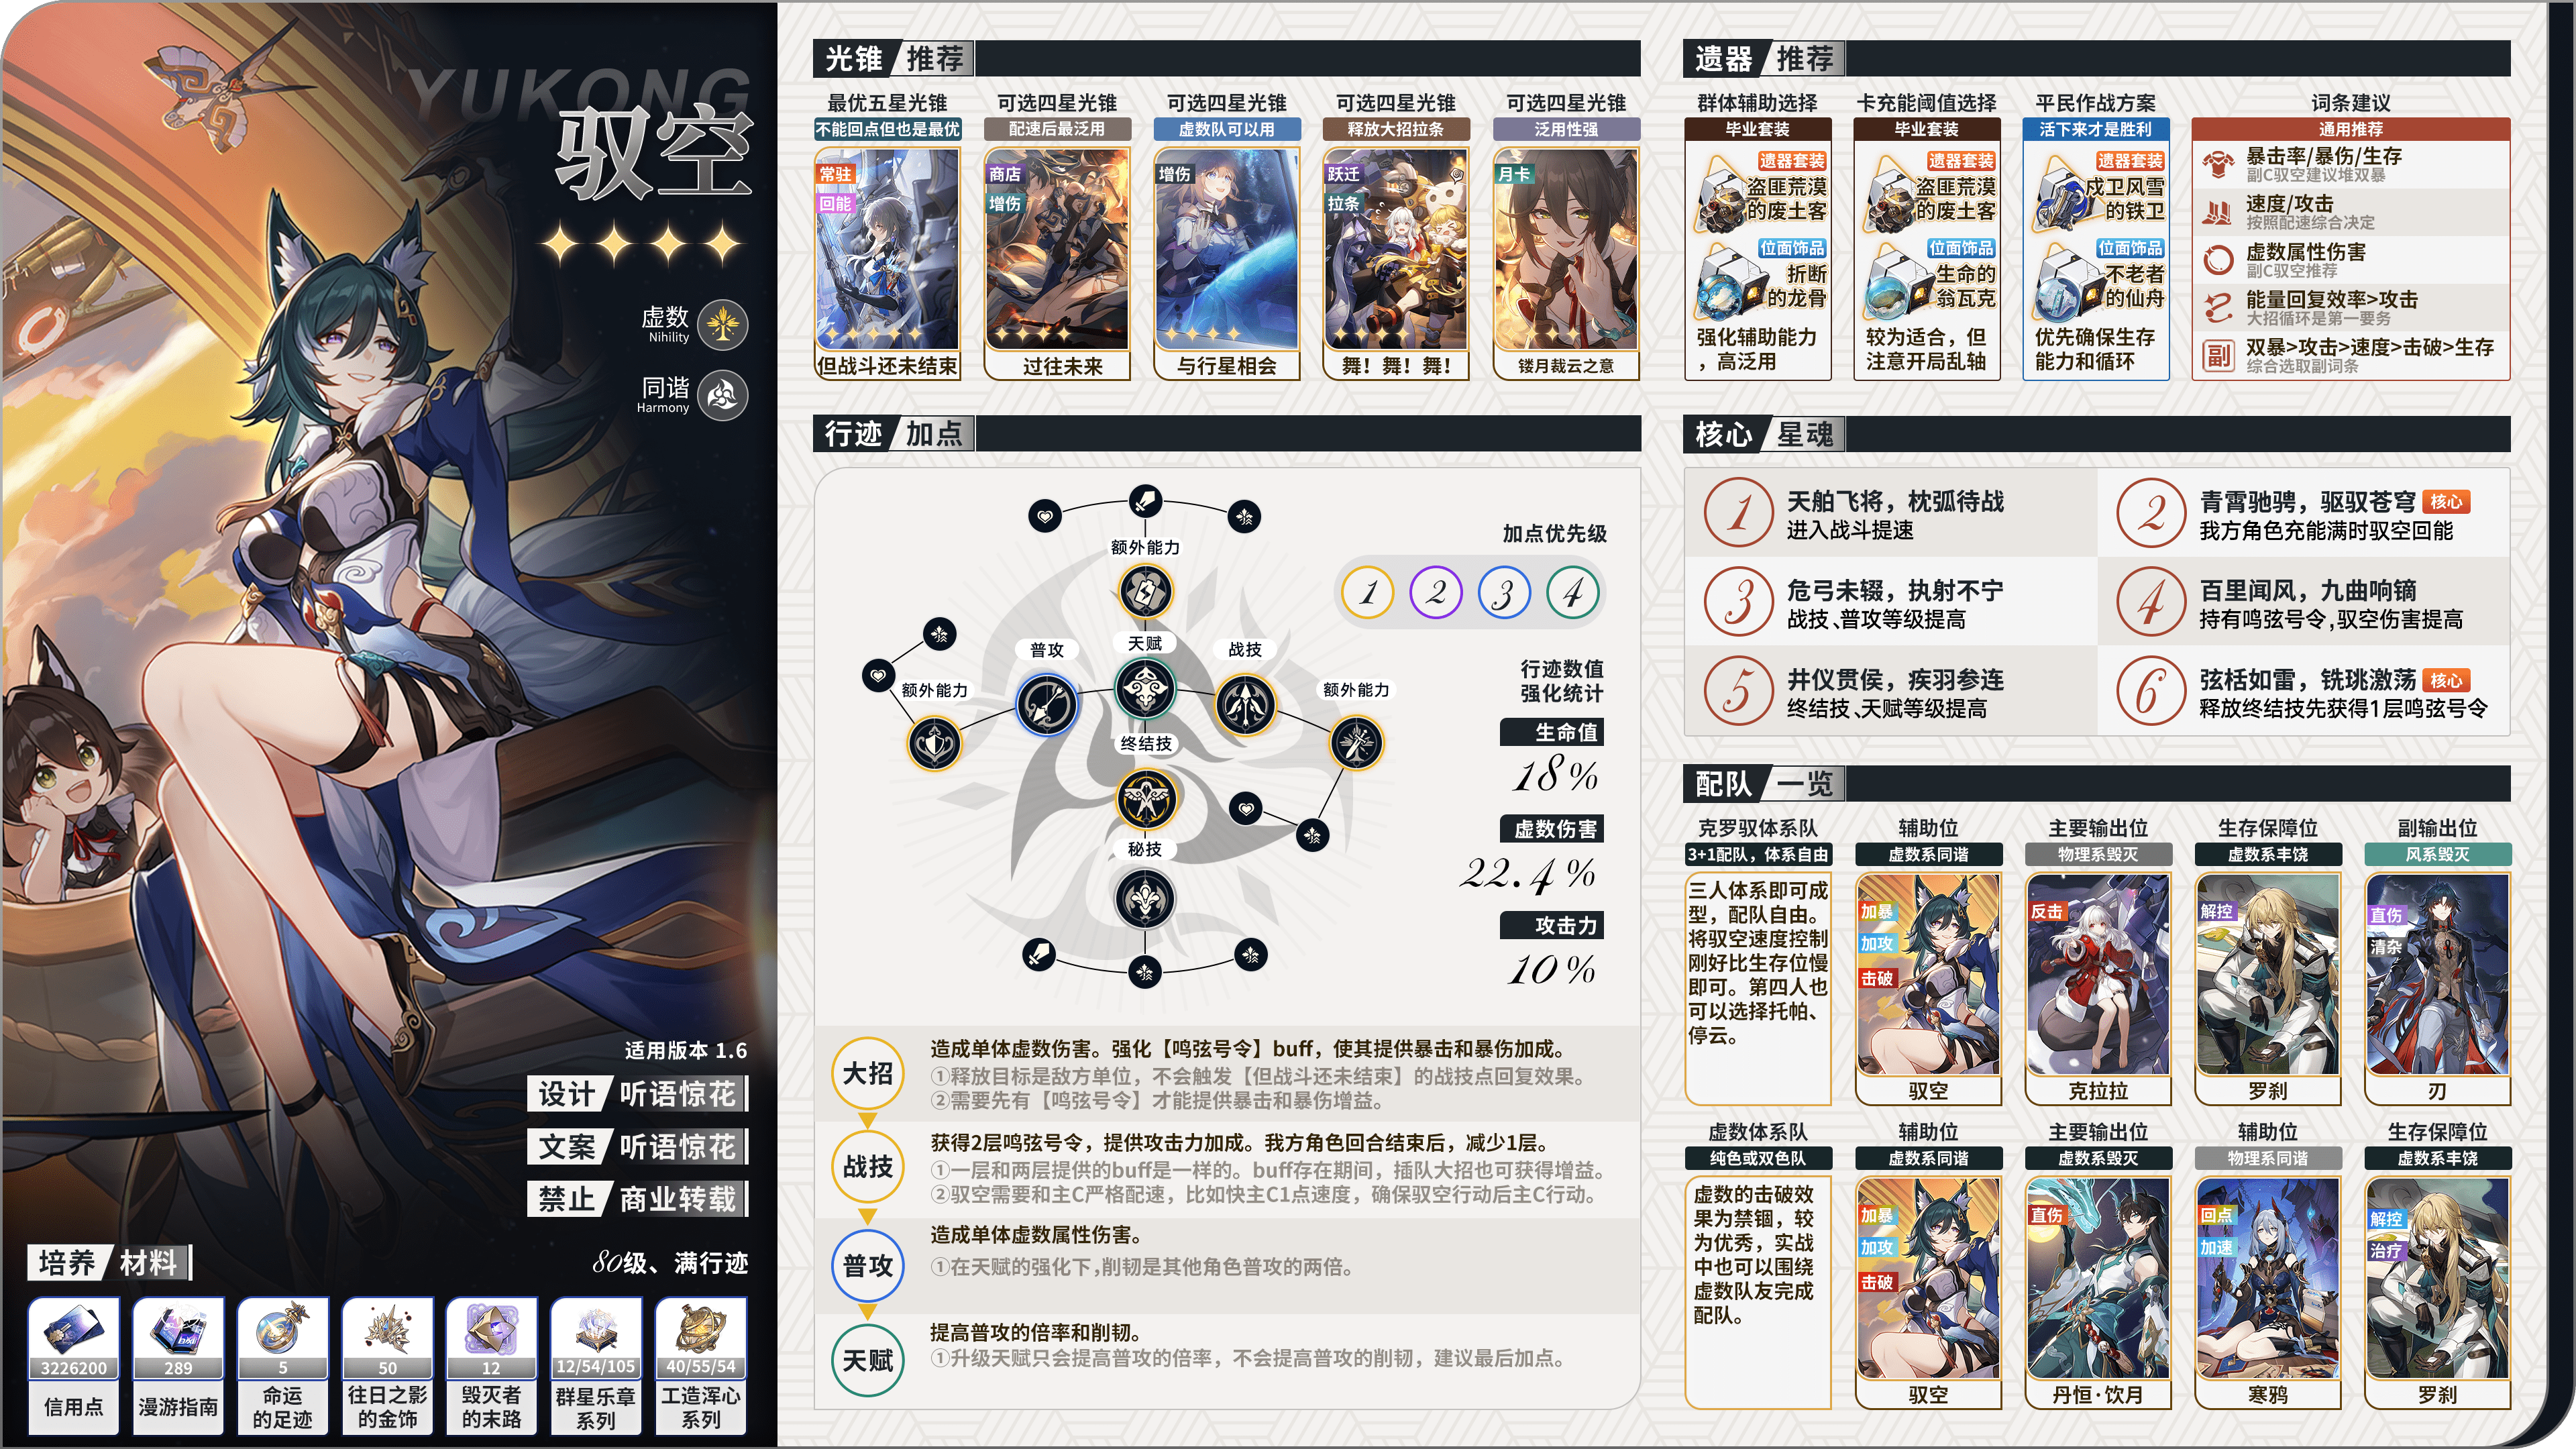 YUKONG
驭空
虚数
Nihility
同谐
Harmony
适用版本 1.6
设计 听语惊花
文案 听语惊花
禁止 商业转载
培养 材料
80级、满行迹
3226200
信用点
289
漫游指南
5
命运
的足迹
50
往日之影
的金饰
12
毁灭者
的末路
12/54/105
群星乐章
系列
40/55/54
工造浑心
系列
光锥 推荐
最优五星光锥
不能回点但也是最优
常驻
回能
但战斗还未结束
可选四星光锥
配速后最泛用
商店
增伤
过往未来
可选四星光锥
虚数队可以用
增伤
与行星相会
可选四星光锥
释放大招拉条
跃迁
拉条
舞！舞！舞！
可选四星光锥
泛用性强
月卡
镂月裁云之意
行迹 加点
额外能力
天赋
普攻
战技
额外能力
额外能力
终结技
秘技
加点优先级
1 2 3 4
行迹数值
强化统计
生命值
18%
虚数伤害
22.4%
攻击力
10%
大招
造成单体虚数伤害。强化【鸣弦号令】buff，使其提供暴击和暴伤加成。
①释放目标是敌方单位，不会触发【但战斗还未结束】的战技点回复效果。
②需要先有【鸣弦号令】才能提供暴击和暴伤增益。
战技
获得2层鸣弦号令，提供攻击力加成。我方角色回合结束后，减少1层。
①一层和两层提供的buff是一样的。buff存在期间，插队大招也可获得增益。
②驭空需要和主C严格配速，比如快主C1点速度，确保驭空行动后主C行动。
普攻
造成单体虚数属性伤害。
①在天赋的强化下,削韧是其他角色普攻的两倍。
天赋
提高普攻的倍率和削韧。
①升级天赋只会提高普攻的倍率，不会提高普攻的削韧，建议最后加点。
遗器 推荐
群体辅助选择
毕业套装
遗器套装
盗匪荒漠
的废土客
位面饰品
折断
的龙骨
强化辅助能力
，高泛用
卡充能阈值选择
毕业套装
遗器套装
盗匪荒漠
的废土客
位面饰品
生命的
翁瓦克
较为适合，但
注意开局乱轴
平民作战方案
活下来才是胜利
遗器套装
戍卫风雪
的铁卫
位面饰品
不老者
的仙舟
优先确保生存
能力和循环
词条建议
通用推荐
暴击率/暴伤/生存
副C驭空建议堆双暴
速度/攻击
按照配速综合决定
虚数属性伤害
副C驭空推荐
能量回复效率>攻击
大招循环是第一要务
副
双暴>攻击>速度>击破>生存
综合选取副词条
核心 星魂
1
天舶飞将，枕弧待战
进入战斗提速
2
青霄驰骋，驱驭苍穹 核心
我方角色充能满时驭空回能
3
危弓未辍，执射不宁
战技、普攻等级提高
4
百里闻风，九曲响镝
持有鸣弦号令,驭空伤害提高
5
井仪贯侯，疾羽参连
终结技、天赋等级提高
6
弦栝如雷，铣珧激荡 核心
释放终结技先获得1层鸣弦号令
配队 一览
克罗驭体系队
3+1配队，体系自由
三人体系即可成
型，配队自由。
将驭空速度控制
刚好比生存位慢
即可。第四人也
可以选择托帕、
停云。
辅助位
虚数系同谐
加暴
加攻
击破
驭空
主要输出位
物理系毁灭
反击
克拉拉
生存保障位
虚数系丰饶
解控
罗刹
副输出位
风系毁灭
直伤
清杂
刃
虚数体系队
纯色或双色队
虚数的击破效
果为禁锢，较
为优秀，实战
中也可以围绕
虚数队友完成
配队。
辅助位
虚数系同谐
加暴
加攻
击破
驭空
主要输出位
虚数系毁灭
直伤
丹恒·饮月
辅助位
物理系同谐
回点
加速
寒鸦
生存保障位
虚数系丰饶
解控
治疗
罗刹